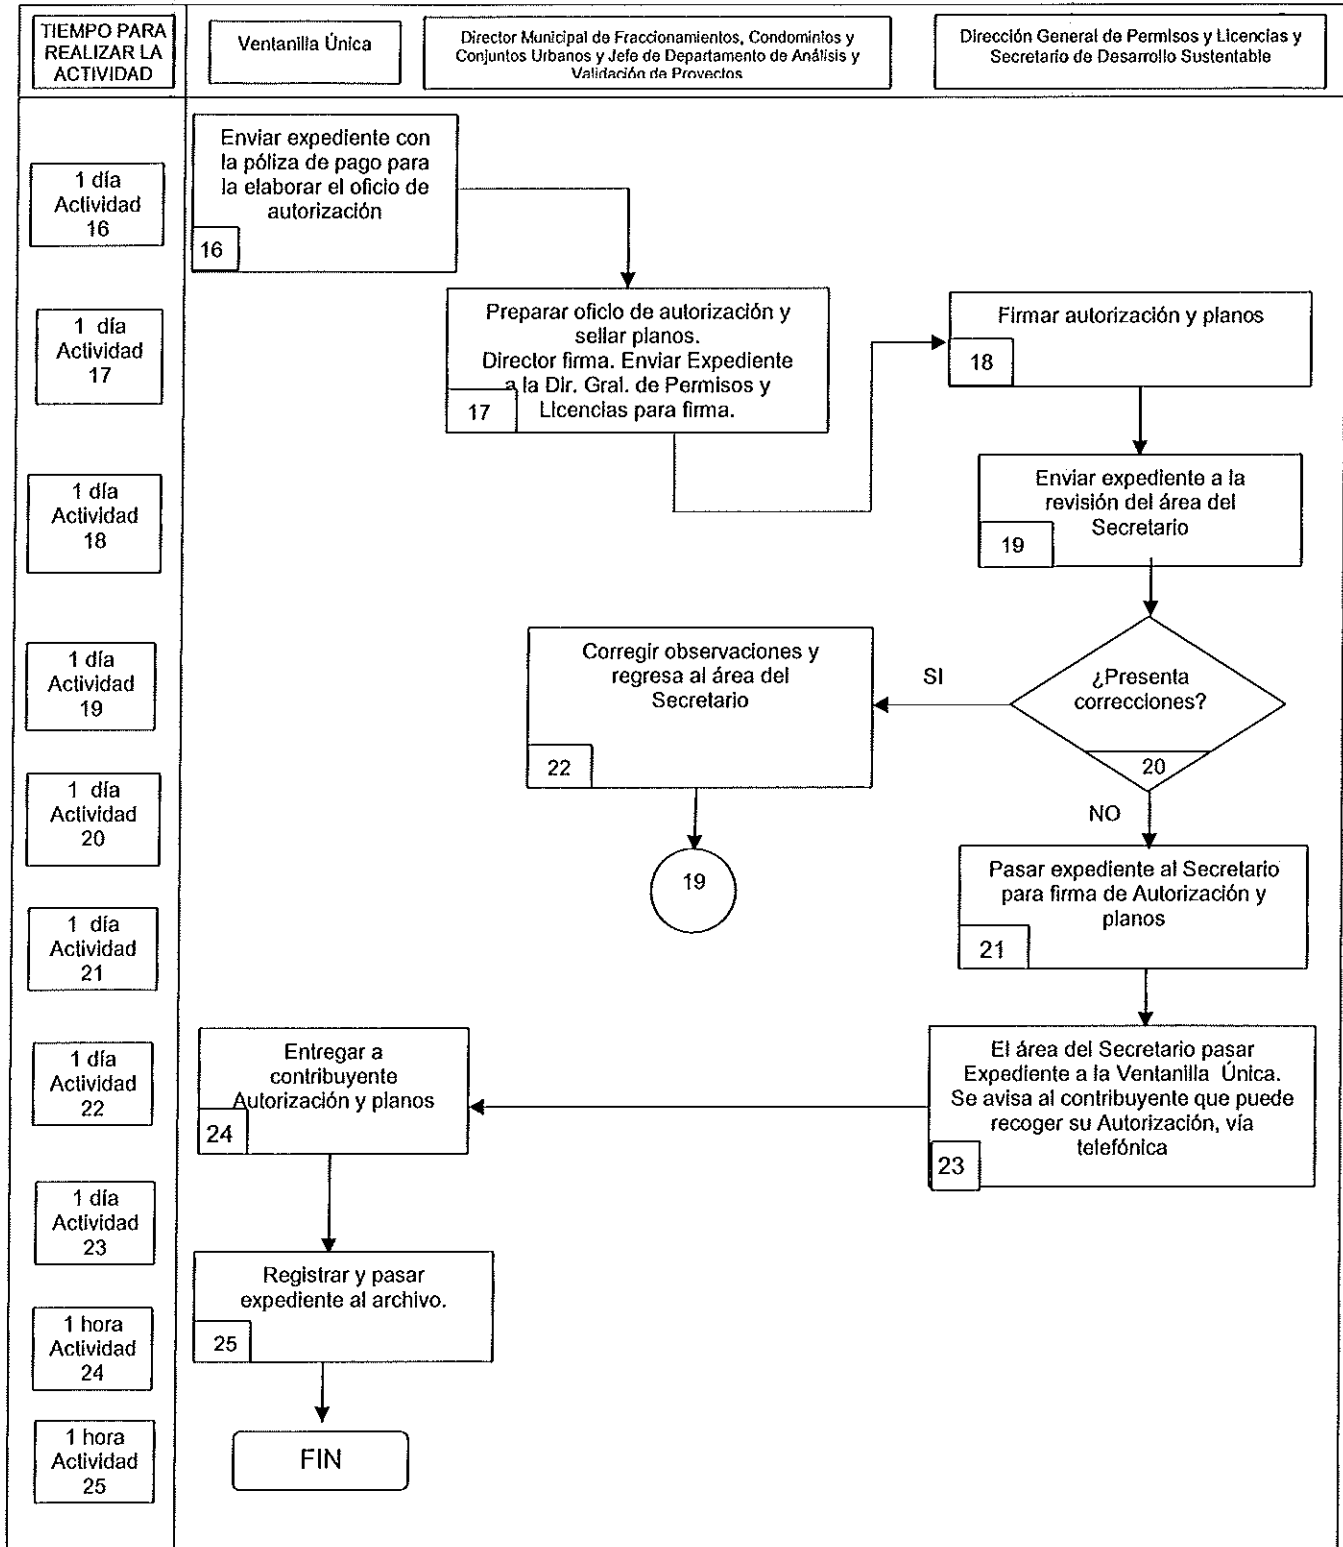 TIEMPO PARA
REALIZAR LA
ACTIVIDAD
Ventanilla Única
Director Municipal de Fraccionamientos, Condominios y
Conjuntos Urbanos y Jefe de Departamento de Análisis y
Validación de Proyectos
Dirección General de Permisos y Licencias y
Secretario de Desarrollo Sustentable
1 día
Actividad
16
Enviar expediente con
la póliza de pago para
la elaborar el oficio de
autorización
16
1 día
Actividad
17
Preparar oficio de autorización y
sellar planos.
Director firma. Enviar Expediente
a la Dir. Gral. de Permisos y
Licencias para firma.
17
Firmar autorización y planos
18
1 día
Actividad
18
Enviar expediente a la
revisión del área del
Secretario
19
1 día
Actividad
19
Corregir observaciones y
regresa al área del
Secretario
22
SI
¿Presenta
correcciones?
20
NO
1 día
Actividad
20
19
Pasar expediente al Secretario
para firma de Autorización y
planos
21
1 día
Actividad
21
1 día
Actividad
22
Entregar a
contribuyente
Autorización y planos
24
El área del Secretario pasar
Expediente a la Ventanilla Única.
Se avisa al contribuyente que puede
recoger su Autorización, vía
telefónica
23
1 día
Actividad
23
Registrar y pasar
expediente al archivo.
25
1 hora
Actividad
24
1 hora
Actividad
25
FIN